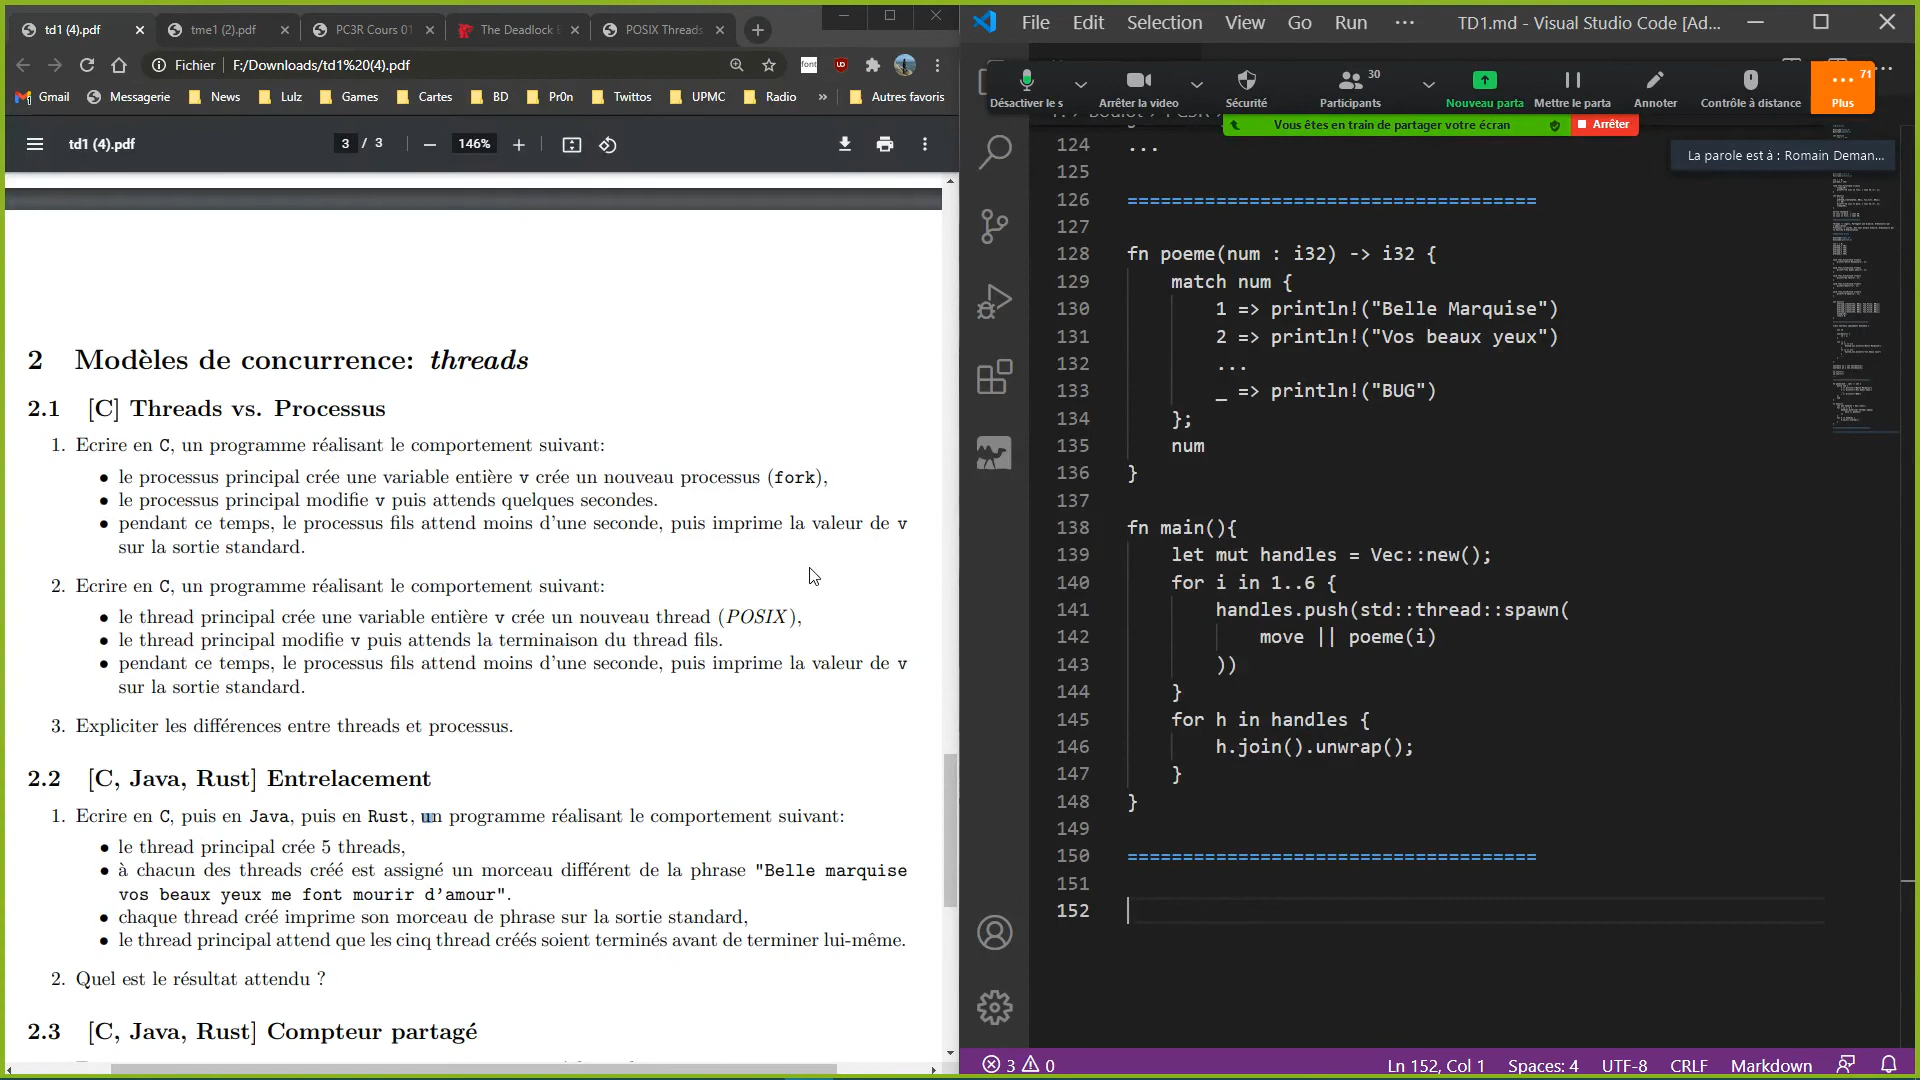 td1 (4).pdf
tme1 (2).pdf
PC3R Cours 01
The Deadlock
POSIX Threads
Fichier
F:/Downloads/td1%20(4).pdf
font
Gmail
Messagerie
News
Lulz
Games
Cartes
BD
Pr0n
Twittos
UPMC
Radio
»
Autres favoris
td1 (4).pdf
3 / 3
146%
2 Modèles de concurrence: threads
2.1 [C] Threads vs. Processus
1. Ecrire en C, un programme réalisant le comportement suivant:
• le processus principal crée une variable entière v crée un nouveau processus (fork),
• le processus principal modifie v puis attends quelques secondes.
• pendant ce temps, le processus fils attend moins d'une seconde, puis imprime la valeur de v
sur la sortie standard.
2. Ecrire en C, un programme réalisant le comportement suivant:
• le thread principal crée une variable entière v crée un nouveau thread (POSIX),
• le thread principal modifie v puis attends la terminaison du thread fils.
• pendant ce temps, le processus fils attend moins d'une seconde, puis imprime la valeur de v
sur la sortie standard.
3. Expliciter les différences entre threads et processus.
2.2 [C, Java, Rust] Entrelacement
1. Ecrire en C, puis en Java, puis en Rust, un programme réalisant le comportement suivant:
• le thread principal crée 5 threads,
• à chacun des threads créé est assigné un morceau différent de la phrase "Belle marquise
vos beaux yeux me font mourir d'amour".
• chaque thread créé imprime son morceau de phrase sur la sortie standard,
• le thread principal attend que les cinq thread créés soient terminés avant de terminer lui-même.
2. Quel est le résultat attendu ?
2.3 [C, Java, Rust] Compteur partagé
File Edit Selection View Go Run ···
TD1.md - Visual Studio Code [Ad...
Désactiver le s
Arrêter la video
Sécurité
30
Participants
Nouveau parta
Mettre le parta
Annoter
Contrôle à distance
71
Plus
Vous êtes en train de partager votre écran
Arrêter
La parole est à : Romain Deman...
124 ...
125
126 =====================================
127
128 fn poeme(num : i32) -> i32 {
129 match num {
130 1 => println!("Belle Marquise")
131 2 => println!("Vos beaux yeux")
132 ...
133 _ => println!("BUG")
134 };
135 num
136 }
137
138 fn main(){
139 let mut handles = Vec::new();
140 for i in 1..6 {
141 handles.push(std::thread::spawn(
142 move || poeme(i)
143 ))
144 }
145 for h in handles {
146 h.join().unwrap();
147 }
148 }
149
150 =====================================
151
152
3 0
Ln 152, Col 1
Spaces: 4
UTF-8
CRLF
Markdown